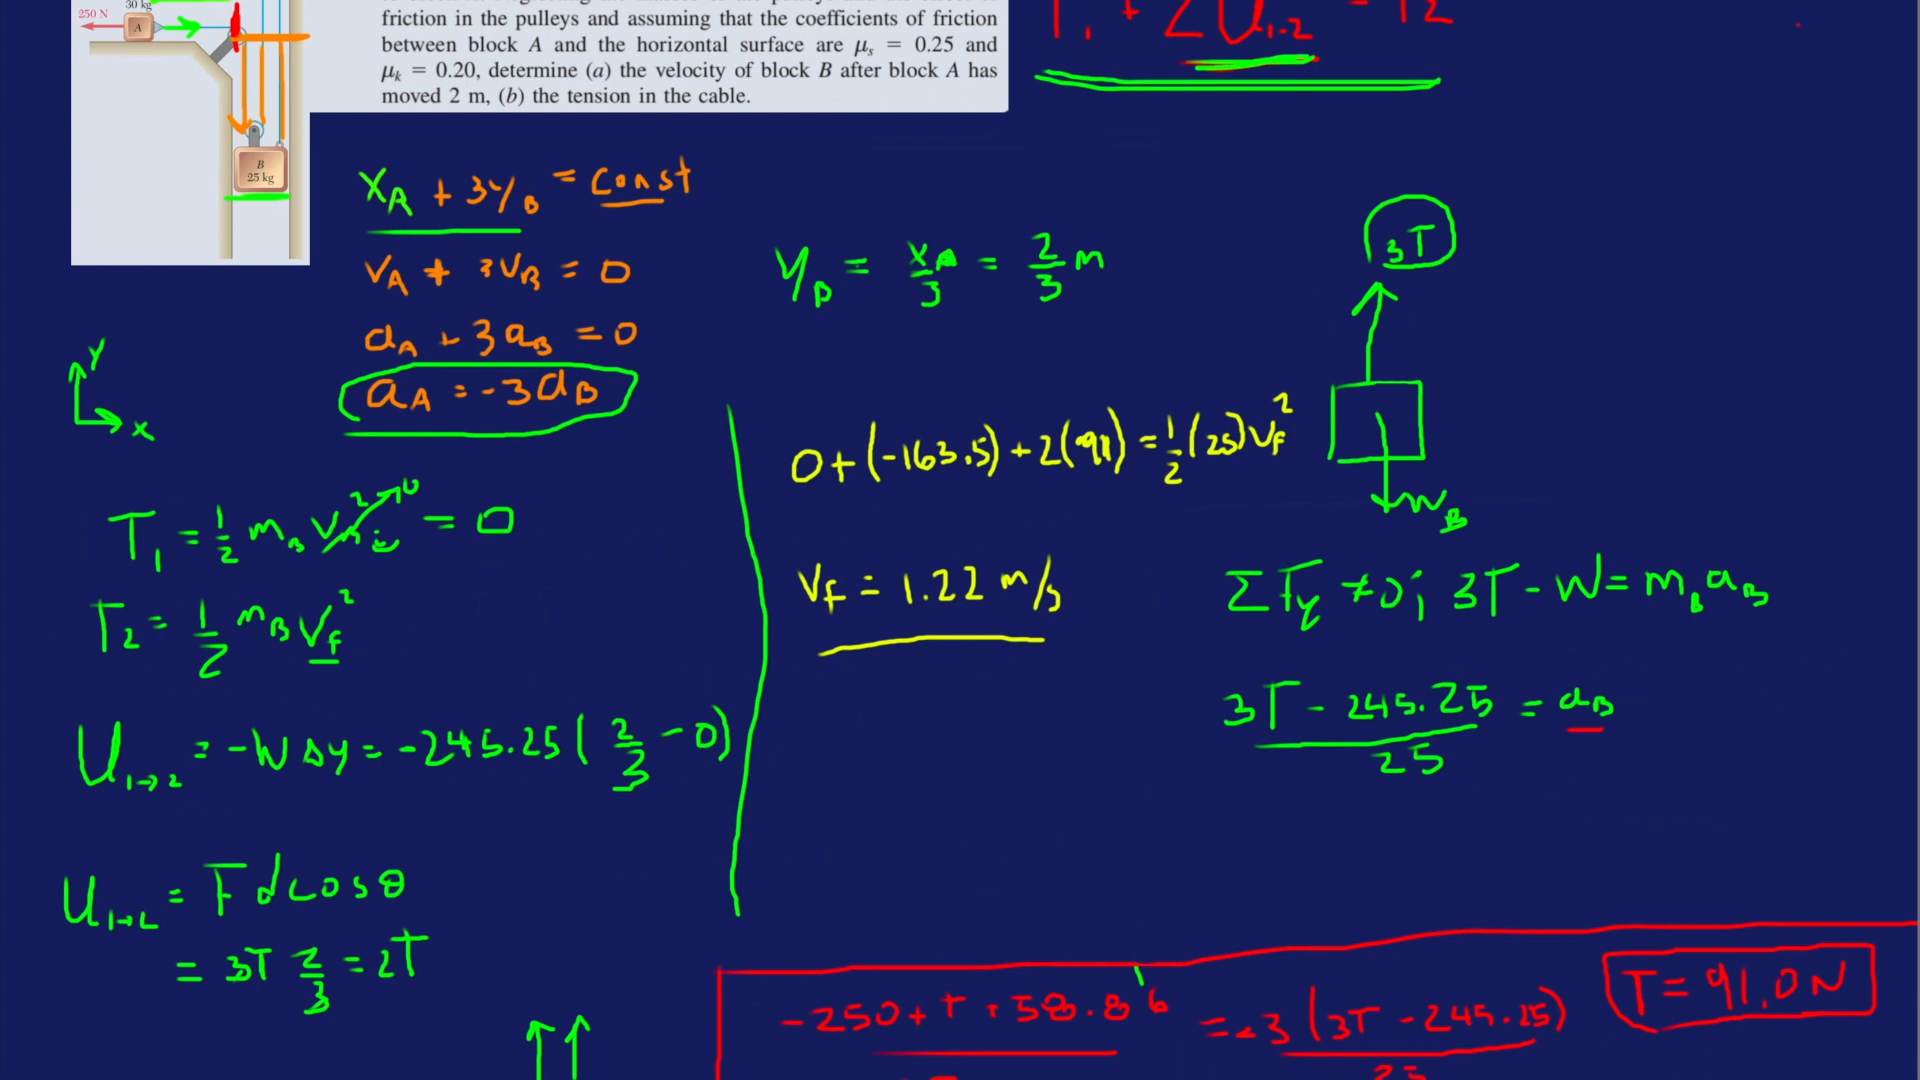 250 N
30 kg
A
B
25 kg
friction in the pulleys and assuming that the coefficients of friction
between block A and the horizontal surface are μs = 0.25 and
μk = 0.20, determine (a) the velocity of block B after block A has
moved 2 m, (b) the tension in the cable.
xA + 3yB = const
vA + 3vB = 0
aA + 3aB = 0
aA = -3aB
Y
x
yB = xA/3 = 2/3 m
3T
WB
T1 = 1/2 mB v² = 0
T2 = 1/2 mB Vf²
U1→2 = -W Δy = -245.25 ( 2/3 - 0)
U1→2 = Fd cos θ
= 3T 2/3 = 2T
0 + (-163.5) + 2(91) = 1/2 (25) Vf²
Vf = 1.22 m/s
ΣFy ≠ 0; 3T - W = mB aB
3T - 245.25 / 25 = aB
-250 + T + 58.86 = -3 (3T - 245.25)
25
T = 91.0 N